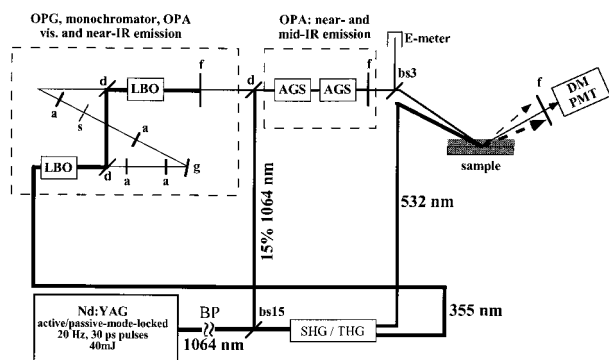 OPG, monochromator, OPA
vis. and near-IR emission
OPA: near- and
mid-IR emission
E-meter
d
LBO
f
d
AGS
AGS
f
bs3
f
DM
PMT
a
s
a
LBO
d
a
a
g
sample
15% 1064 nm
532 nm
355 nm
Nd:YAG
active/passive-mode-locked
20 Hz, 30 ps pulses
40mJ
BP
1064 nm
bs15
SHG / THG